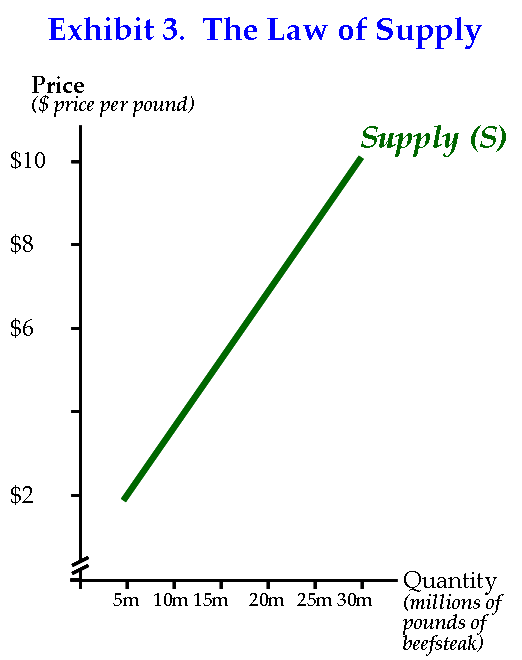 Exhibit 3. The Law of Supply
Price
($ price per pound)
Supply (S)
$10
$8
$6
$2
5m 10m 15m 20m 25m 30m
Quantity
(millions of
pounds of
beefsteak)